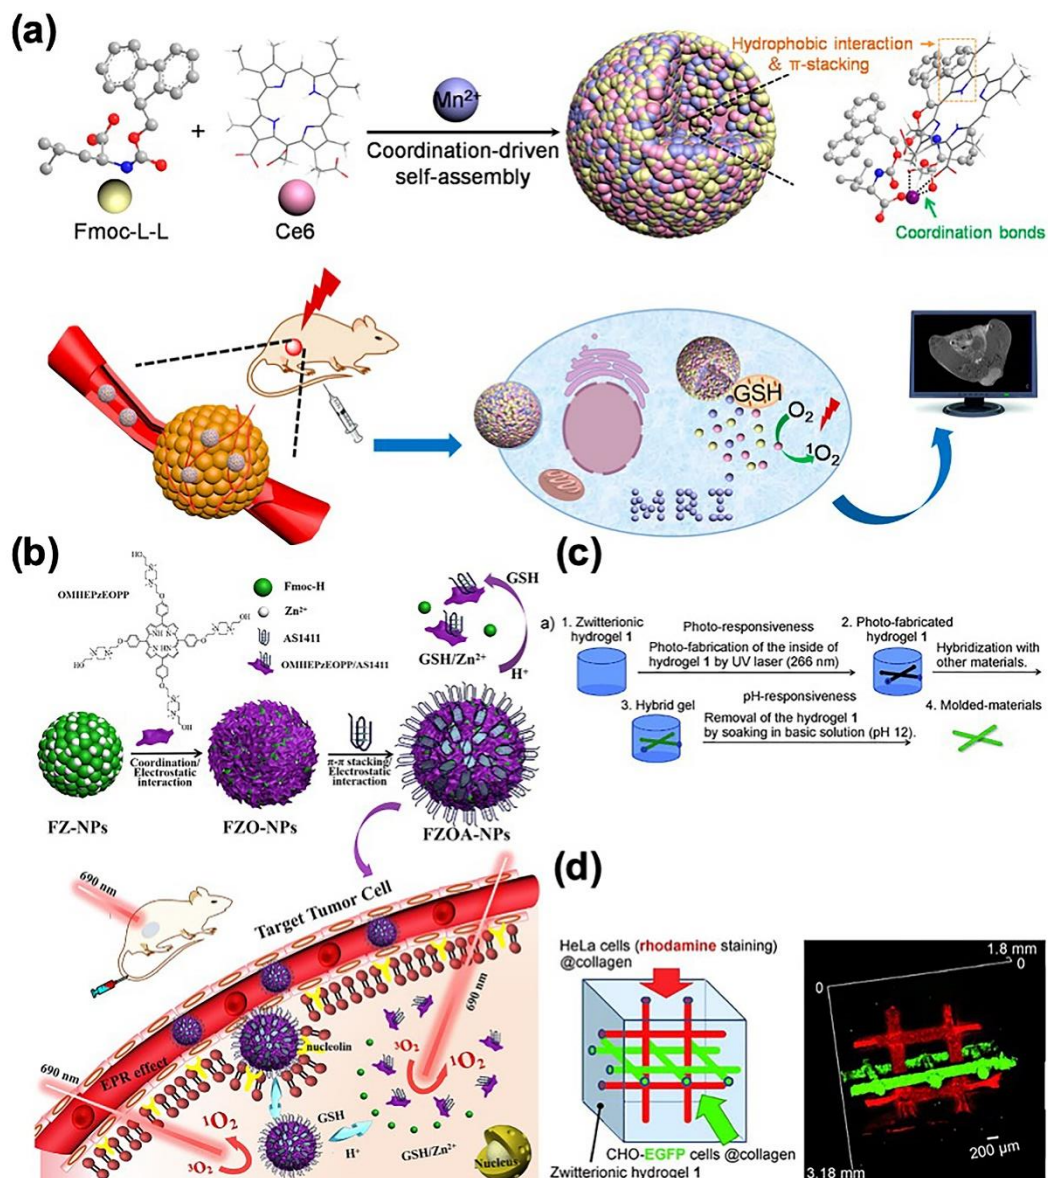 (a)
Mn²⁺
Fmoc-L-L
+
Ce6
Coordination-driven
self-assembly
Hydrophobic interaction
& π-stacking
Coordination bonds
GSH
O₂
¹O₂
MRI
(b)
OMHEPzEOPP
HO
OH
HO
OH
NH
N
N
HN
Fmoc-H
Zn²⁺
AS1411
OMHEPzEOPP/AS1411
GSH
GSH/Zn²⁺
H⁺
Coordination/
Electrostatic
interaction
π-π stacking/
Electrostatic
interaction
FZ-NPs
FZO-NPs
FZOA-NPs
690 nm
Target Tumor Cell
690 nm
EPR effect
nucleolin
690 nm
³O₂
¹O₂
¹O₂
³O₂
GSH
H⁺
GSH/Zn²⁺
Nucleus
(c)
a)
1. Zwitterionic
hydrogel 1
Photo-responsiveness
Photo-fabrication of the inside
of hydrogel 1 by UV laser (266 nm)
2. Photo-fabricated
hydrogel 1
Hybridization with
other materials.
3. Hybrid gel
pH-responsiveness
Removal of the hydrogel 1
by soaking in basic solution (pH 12).
4. Molded-materials
(d)
HeLa cells (rhodamine staining)
@collagen
CHO-EGFP cells @collagen
Zwitterionic hydrogel 1
1.8 mm
0
0
200 μm
3.18 mm